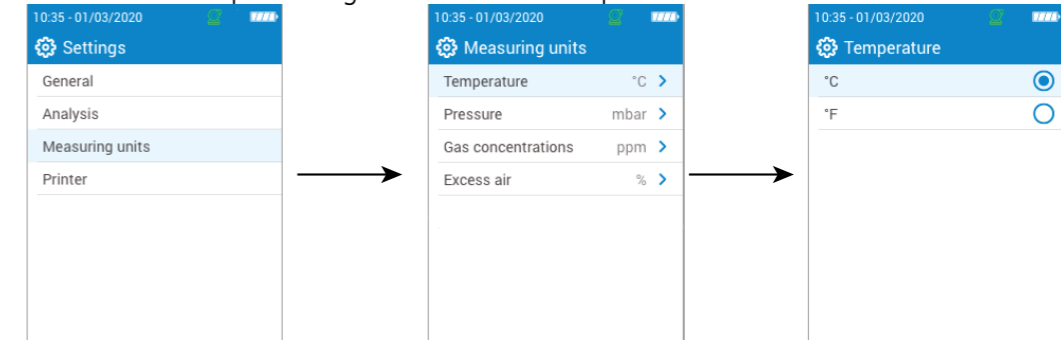 10:35 - 01/03/2020
Settings
General
Analysis
Measuring units
Printer
10:35 - 01/03/2020
Measuring units
Temperature °C
Pressure mbar
Gas concentrations ppm
Excess air %
10:35 - 01/03/2020
Temperature
°C
°F